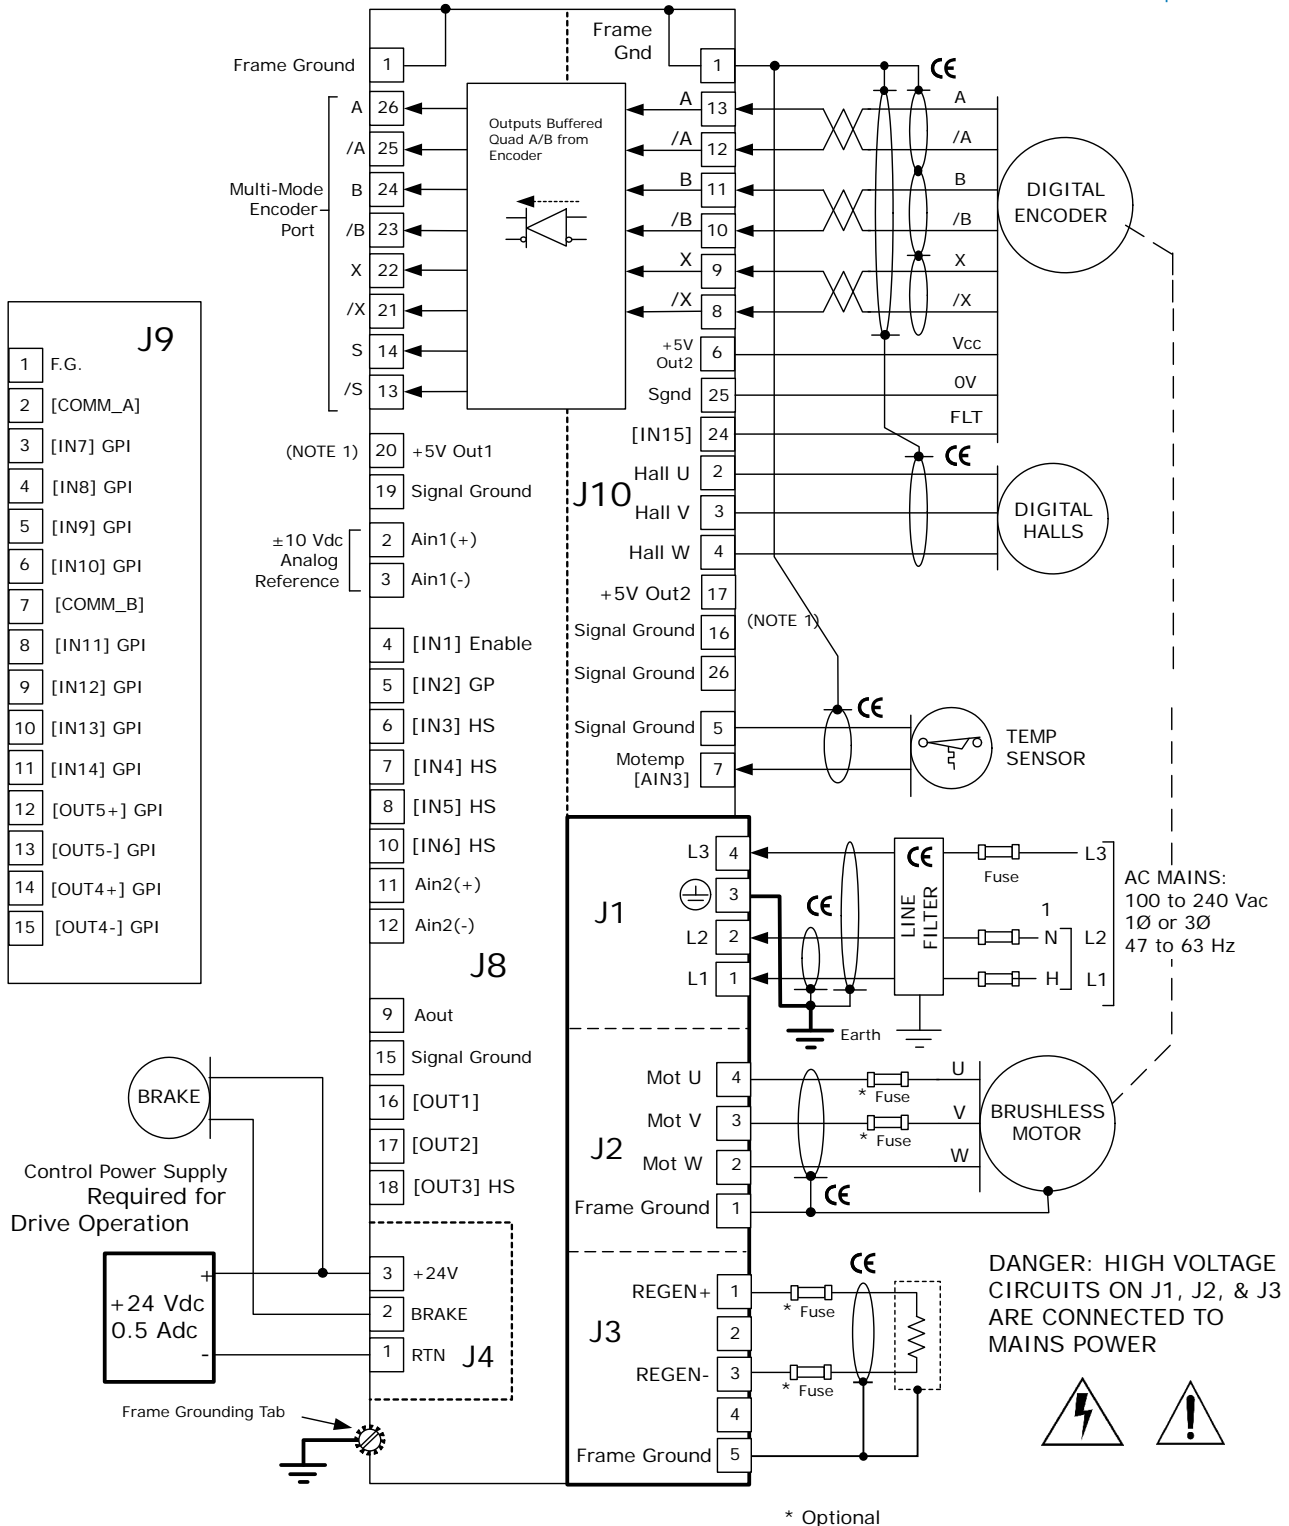 Frame Ground
1
Frame
Gnd
1
CE
Multi-Mode
Encoder
Port
A 26
/A 25
B 24
/B 23
X 22
/X 21
S 14
/S 13
Outputs Buffered
Quad A/B from
Encoder
A 13
/A 12
B 11
/B 10
X 9
/X 8
+5V
Out2
6
Sgnd 25
[IN15] 24
Hall U 2
Hall V 3
Hall W 4
+5V Out2 17
Signal Ground 16
(NOTE 1)
Signal Ground 26
Signal Ground 5
Motemp
[AIN3]
7
J10
A
/A
B
/B
X
/X
Vcc
0V
FLT
DIGITAL
ENCODER
CE
DIGITAL
HALLS
CE
TEMP
SENSOR
J9
1 F.G.
2 [COMM_A]
3 [IN7] GPI
4 [IN8] GPI
5 [IN9] GPI
6 [IN10] GPI
7 [COMM_B]
8 [IN11] GPI
9 [IN12] GPI
10 [IN13] GPI
11 [IN14] GPI
12 [OUT5+] GPI
13 [OUT5-] GPI
14 [OUT4+] GPI
15 [OUT4-] GPI
(NOTE 1) 20 +5V Out1
19 Signal Ground
±10 Vdc
Analog
Reference
2 Ain1(+)
3 Ain1(-)
4 [IN1] Enable
5 [IN2] GP
6 [IN3] HS
7 [IN4] HS
8 [IN5] HS
10 [IN6] HS
11 Ain2(+)
12 Ain2(-)
J8
9 Aout
15 Signal Ground
16 [OUT1]
17 [OUT2]
18 [OUT3] HS
J1
L3 4
3
L2 2
L1 1
CE
CE
LINE
FILTER
Fuse
L3
1
N
L2
H
L1
AC MAINS:
100 to 240 Vac
1Ø or 3Ø
47 to 63 Hz
Earth
J2
Mot U 4
Mot V 3
Mot W 2
Frame Ground 1
* Fuse
* Fuse
U
V
W
CE
BRUSHLESS
MOTOR
BRAKE
Control Power Supply
Required for
Drive Operation
+
+24 Vdc
0.5 Adc
-
3 +24V
2 BRAKE
1 RTN
J4
Frame Grounding Tab
J3
REGEN+ 1
2
REGEN- 3
4
Frame Ground 5
* Fuse
* Fuse
CE
DANGER: HIGH VOLTAGE
CIRCUITS ON J1, J2, & J3
ARE CONNECTED TO
MAINS POWER
!
* Optional